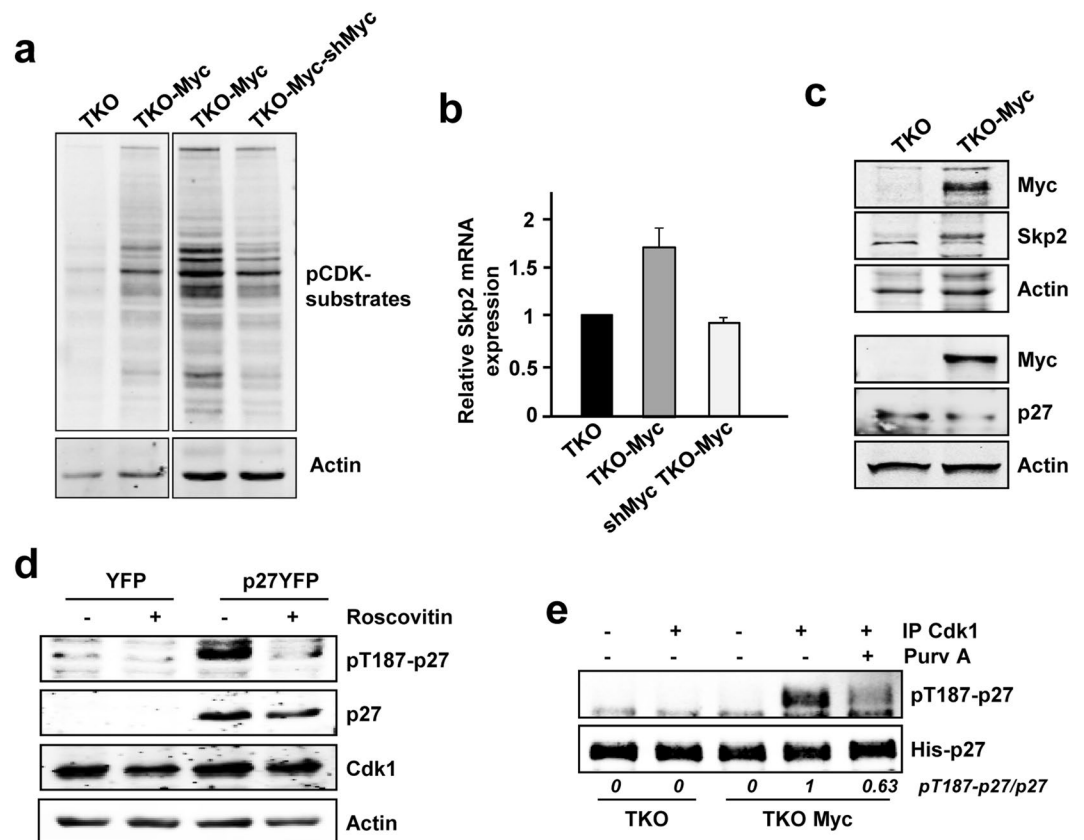 a
TKO
TKO-Myc
TKO-Myc
TKO-Myc-shMyc
pCDK-
substrates
Actin
b
Relative Skp2 mRNA
expression
2
1.5
1
0.5
0
TKO
TKO-Myc
shMyc TKO-Myc
c
TKO
TKO-Myc
Myc
Skp2
Actin
Myc
p27
Actin
d
YFP p27YFP
- + - + Roscovitin
pT187-p27
p27
Cdk1
Actin
e
- + - + + IP Cdk1
+ Purv A
pT187-p27
His-p27
0 0 0 1 0.63 pT187-p27/p27
TKO TKO Myc